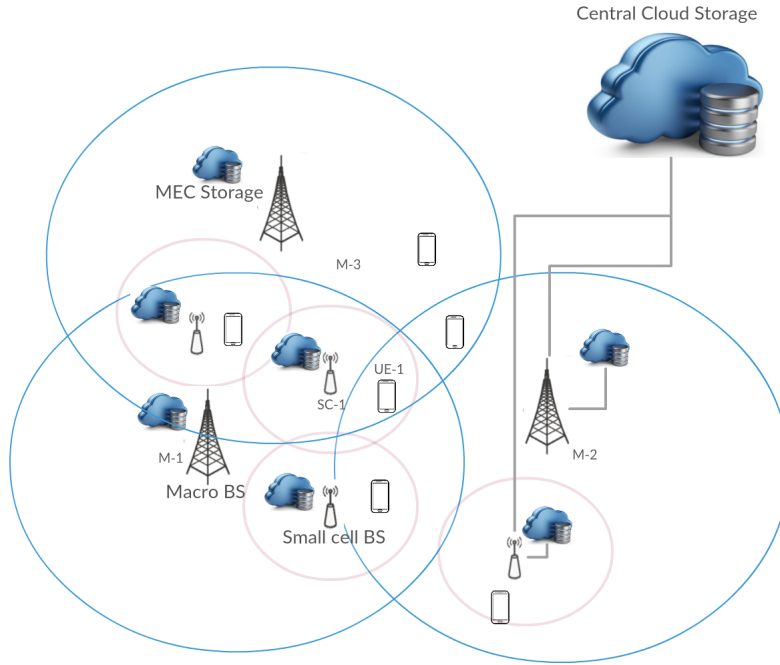 Central Cloud Storage
MEC Storage
M-3
UE-1
SC-1
M-1
M-2
Macro BS
Small cell BS